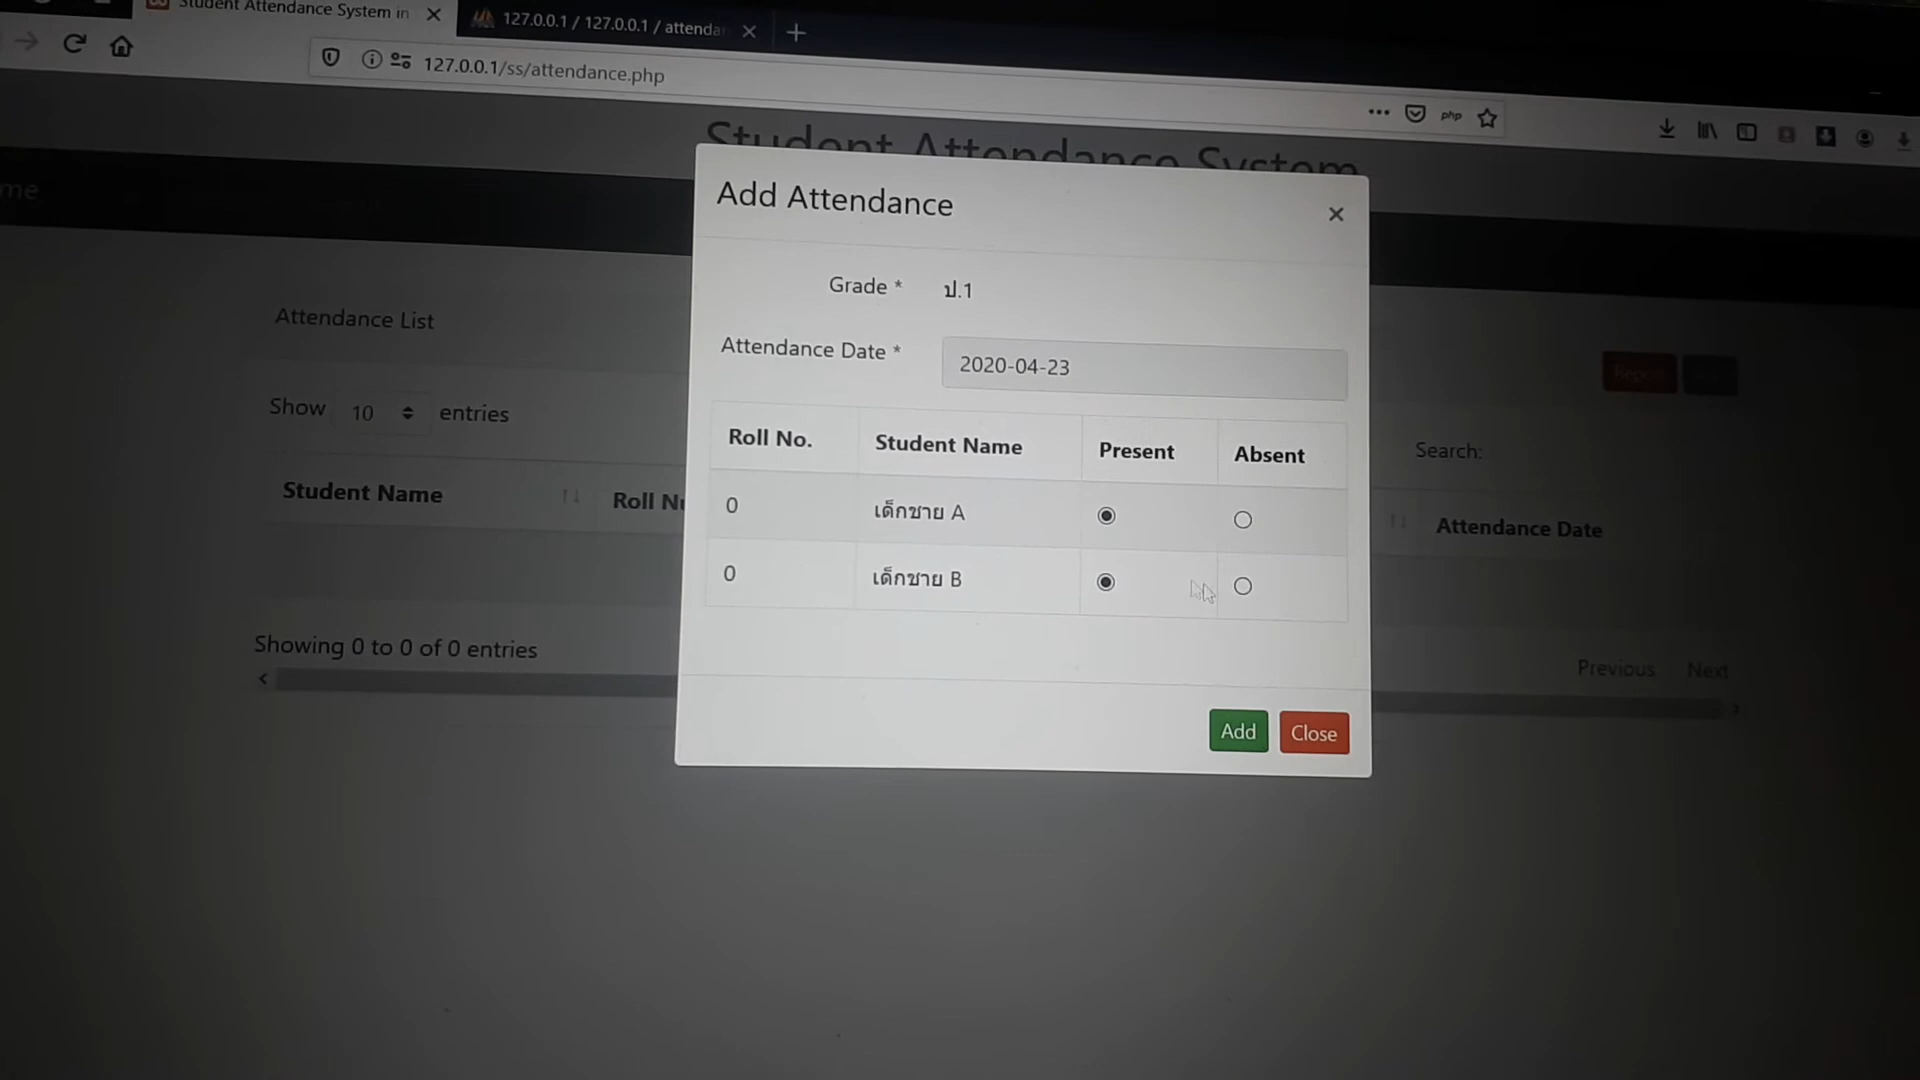 Student Attendance System in
127.0.0.1 / 127.0.0.1 / attenda
127.0.0.1/ss/attendance.php
php
Student Attendance System
me
Add Attendance
×
Grade * ป.1
Attendance Date * 2020-04-23
Roll No. Student Name Present Absent
0 เด็กชาย A
0 เด็กชาย B
Add Close
Attendance List
Show 10 entries
Search:
Student Name Roll Nu Attendance Date
Showing 0 to 0 of 0 entries
Previous Next